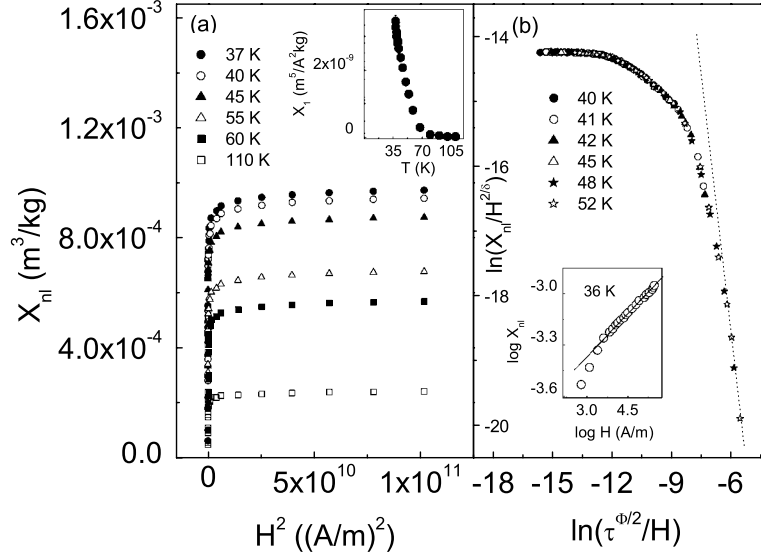 (a)
37 K
40 K
45 K
55 K
60 K
110 K
X_nl (m³/kg)
1.6x10⁻³
1.2x10⁻³
8.0x10⁻⁴
4.0x10⁻⁴
0.0
0
5x10¹⁰
1x10¹¹
H² ((A/m)²)
X₁ (m⁵/A²kg)
2x10⁻⁹
0
35 70 105
T (K)
(b)
40 K
41 K
42 K
45 K
48 K
52 K
ln(X_nl/H^2/δ)
-14
-16
-18
-20
-18 -15 -12 -9 -6
ln(τ^Φ/2/H)
36 K
log X_nl
-3.0
-3.3
-3.6
3.0 4.5
log H (A/m)